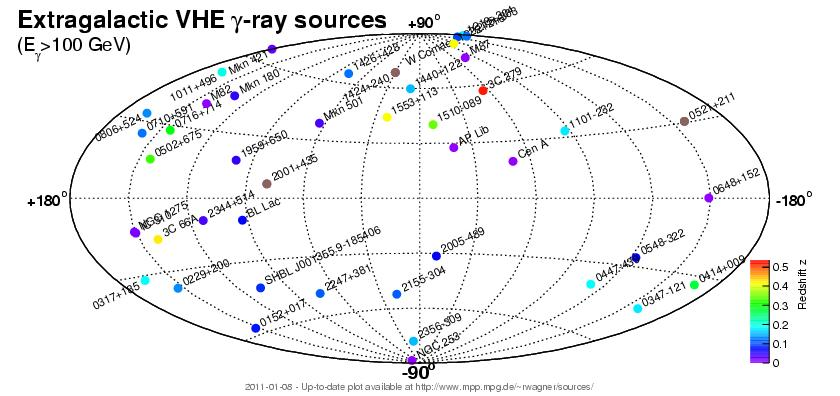 Extragalactic VHE γ-ray sources
(Eγ>100 GeV)
+90°
W Comae
M87
Mkn 421
1426+428
1011+496
Mkn 180
1424+240
1440+122
3C 279
M82
1553+113
1510-089
Mkn 501
0806+524
0710+591
0716+714
1101-232
0521+211
0502+675
1959+650
AP Lib
Cen A
2001+435
+180°
-180°
0648+152
NGC 1275
3C 66A
2344+514
BL Lac
2005-489
0548-322
SHBL J001355.9-185406
0229+200
2247+381
2155-304
0447-439
0414+009
0317+185
0347-121
0152+017
2356-309
NGC 253
-90°
0.5
0.4
0.3
0.2
0.1
0
Redshift z
2011-01-08 - Up-to-date plot available at http://www.mpp.mpg.de/~rwagner/sources/